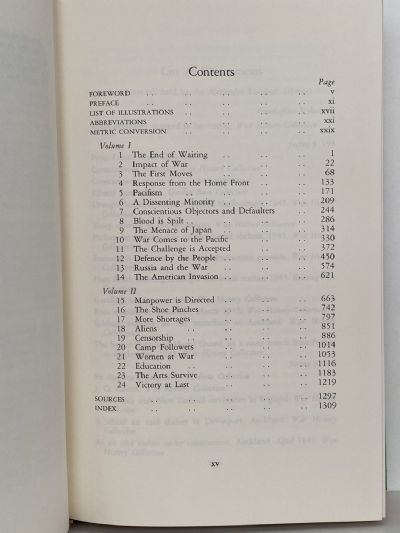 Contents
Page
FOREWORD .. .. .. .. .. v
PREFACE .. .. .. .. .. xi
LIST OF ILLUSTRATIONS .. .. .. .. xvii
ABBREVIATIONS .. .. .. .. xxi
METRIC CONVERSION .. .. .. .. xxix
Volume I
1 The End of Waiting .. .. .. 1
2 Impact of War .. .. .. 22
3 The First Moves .. .. .. 68
4 Response from the Home Front .. .. 133
5 Pacifism .. .. .. .. 171
6 A Dissenting Minority .. .. .. 209
7 Conscientious Objectors and Defaulters .. 244
8 Blood is Spilt .. .. .. .. 286
9 The Menace of Japan .. .. .. 314
10 War Comes to the Pacific .. .. 330
11 The Challenge is Accepted .. .. 372
12 Defence by the People .. .. .. 450
13 Russia and the War .. .. .. 574
14 The American Invasion .. .. .. 621
Volume II
15 Manpower is Directed .. .. .. 663
16 The Shoe Pinches .. .. .. 742
17 More Shortages .. .. .. 797
18 Aliens .. .. .. .. 851
19 Censorship .. .. .. .. 886
20 Camp Followers .. .. .. 1014
21 Women at War .. .. .. 1053
22 Education .. .. .. .. 1116
23 The Arts Survive .. .. .. 1183
24 Victory at Last .. .. .. 1219
SOURCES .. .. .. .. .. 1297
INDEX .. .. .. .. .. 1309
xv